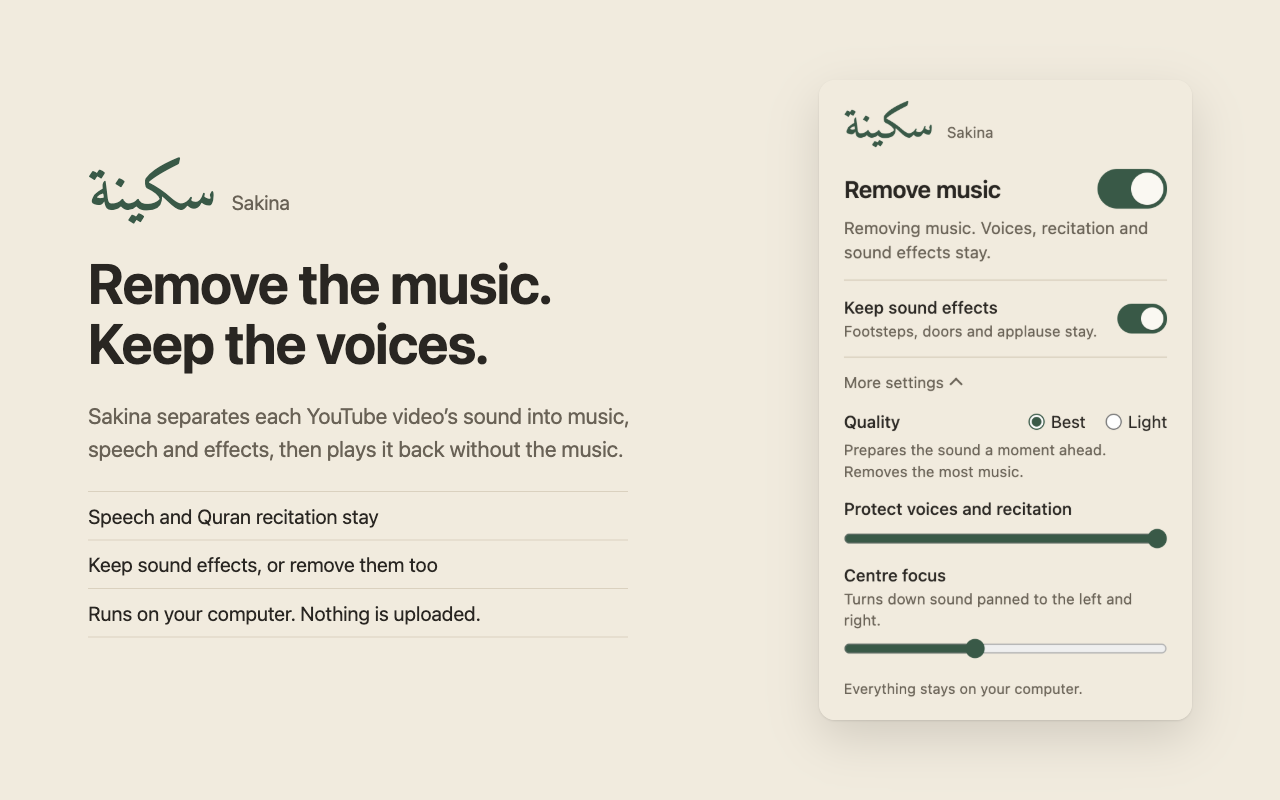 سكينة Sakina
Remove the music.
Keep the voices.
Sakina separates each YouTube video’s sound into music,
speech and effects, then plays it back without the music.
Speech and Quran recitation stay
Keep sound effects, or remove them too
Runs on your computer. Nothing is uploaded.
سكينة Sakina
Remove music
Removing music. Voices, recitation and
sound effects stay.
Keep sound effects
Footsteps, doors and applause stay.
More settings
Quality Best Light
Prepares the sound a moment ahead.
Removes the most music.
Protect voices and recitation
Centre focus
Turns down sound panned to the left and
right.
Everything stays on your computer.